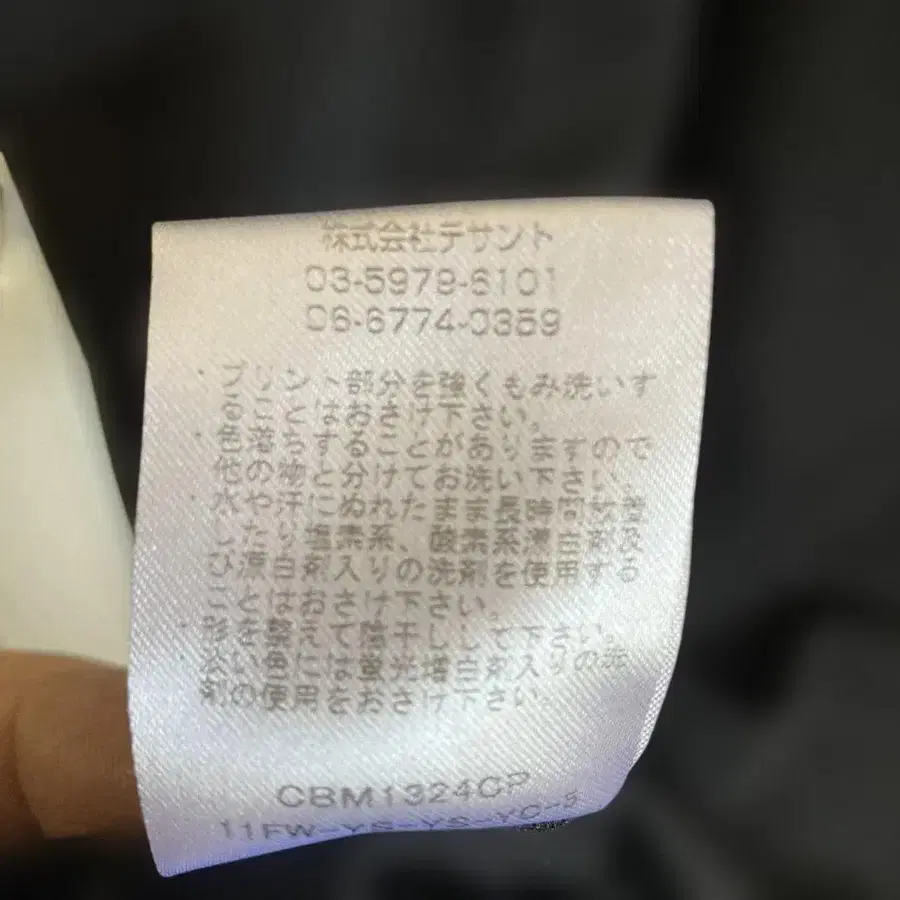 株式会社デサント
03-5979-6101
06-6774-0359
・プリント部分を強くもみ洗いす
ることはおさけ下さい。
・色落ちすることがありますので
他の物と分けてお洗い下さい。
・水や汗にぬれたまま長時間放置
したり塩素系、酸素系漂白剤及
び漂白剤入りの洗剤を使用する
ことはおさけ下さい。
・形を整えて陰干しして下さい。
・淡い色には蛍光増白剤入りの洗
剤の使用をおさけ下さい。
CBM1324CP
11FW-YS-YS-YC-5